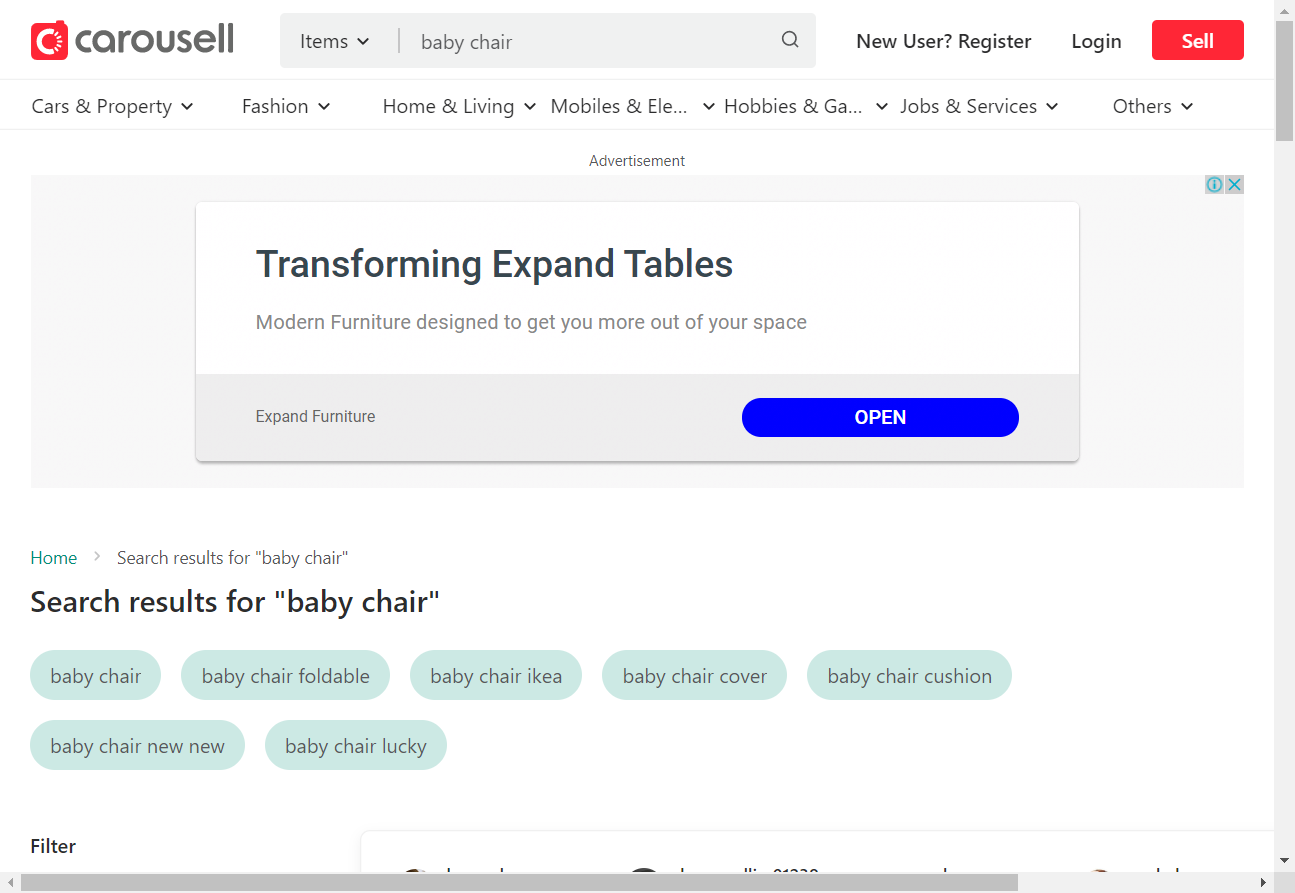 carousell Items baby chair New User? Register Login Sell
Cars & Property Fashion Home & Living Mobiles & Ele... Hobbies & Ga... Jobs & Services Others
Advertisement
Transforming Expand Tables
Modern Furniture designed to get you more out of your space
Expand Furniture OPEN
Home Search results for "baby chair"
Search results for "baby chair"
baby chair baby chair foldable baby chair ikea baby chair cover baby chair cushion
baby chair new new baby chair lucky
Filter